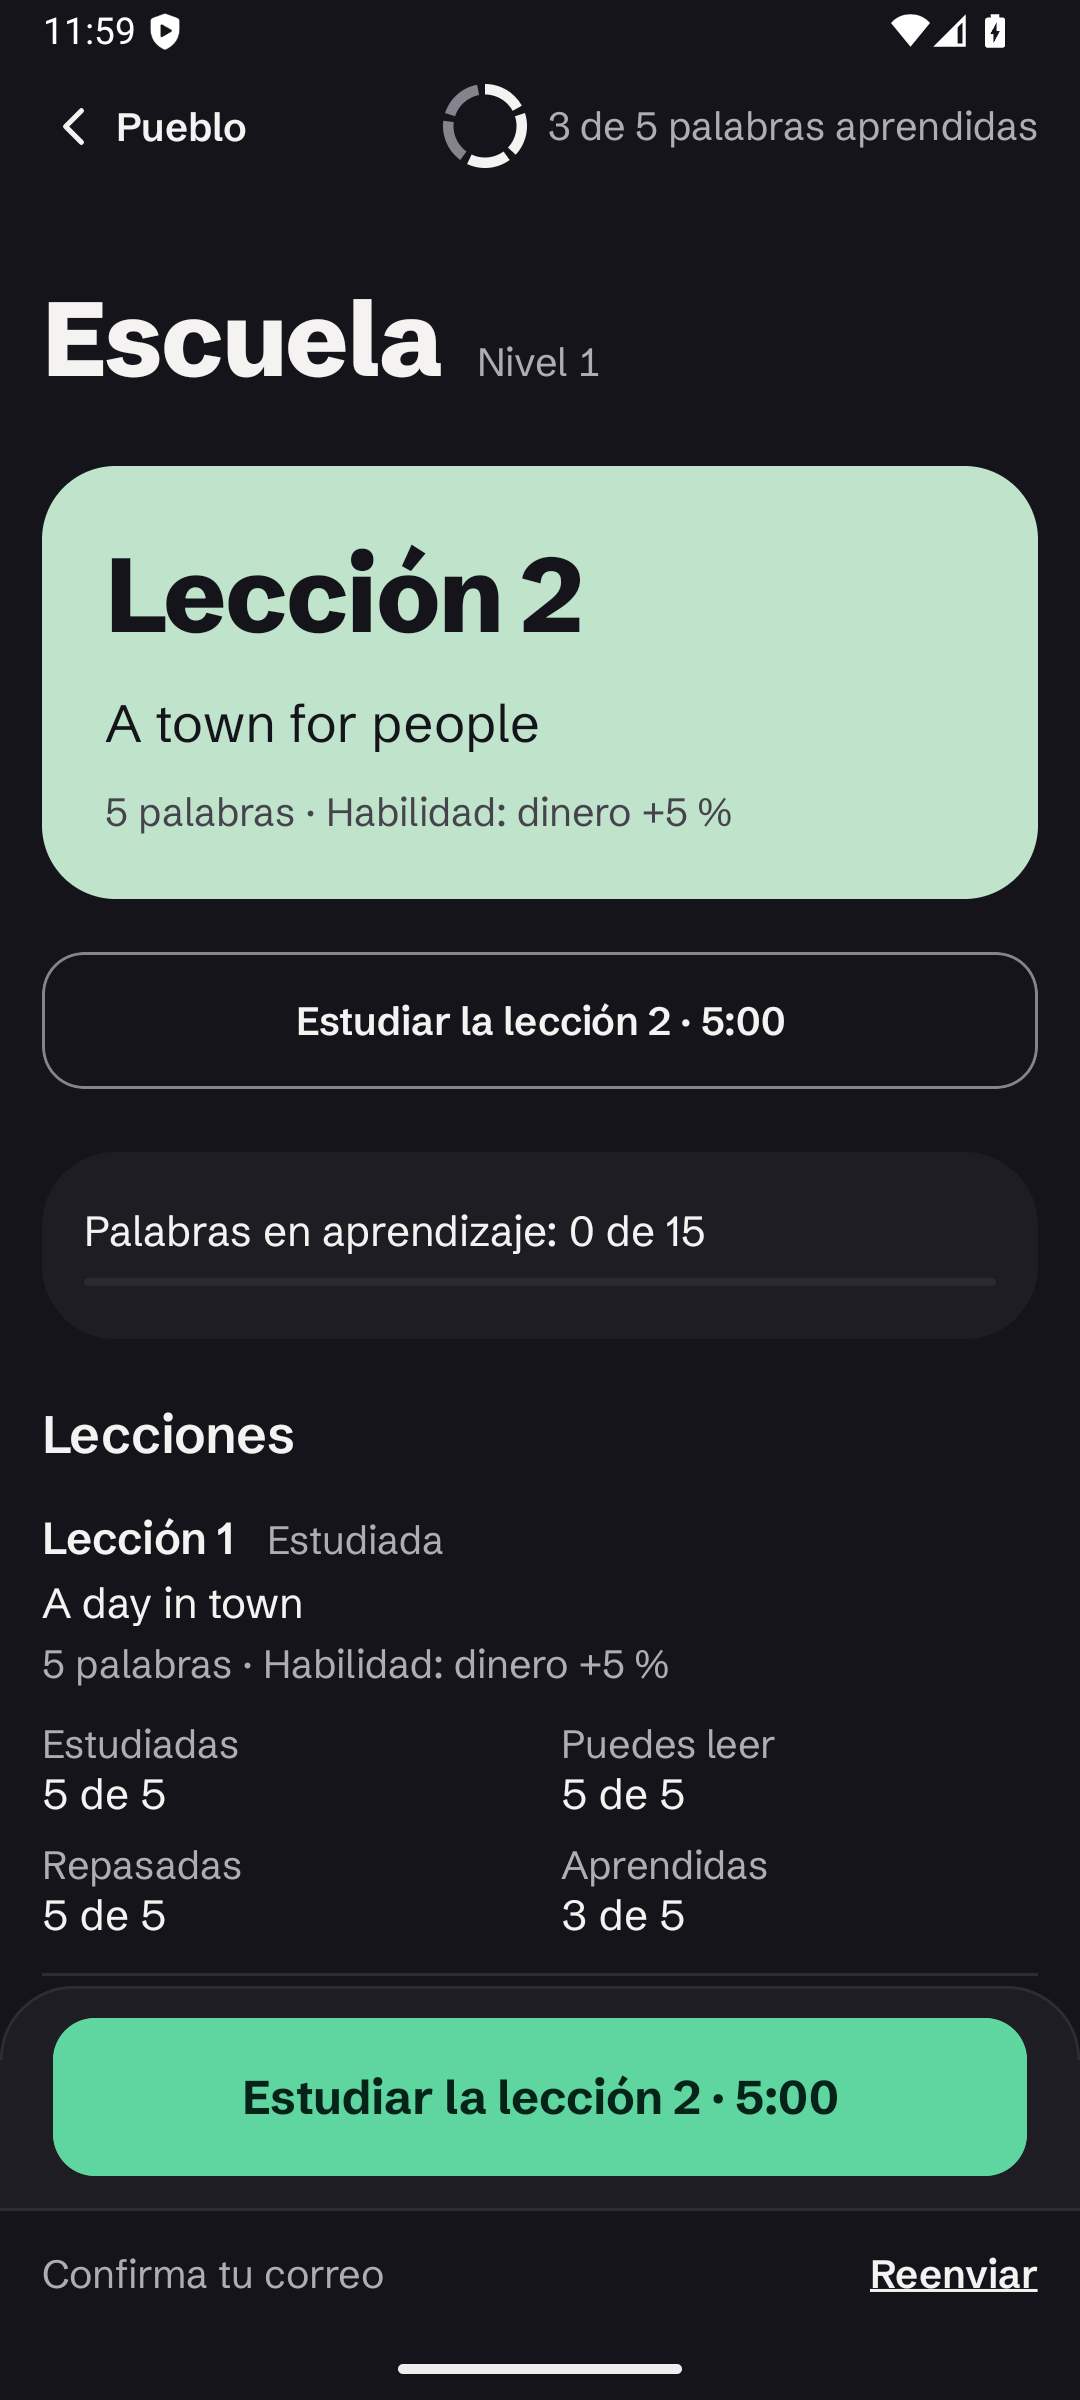 11:59
Pueblo
3 de 5 palabras aprendidas
Escuela Nivel 1
Lección 2
A town for people
5 palabras · Habilidad: dinero +5 %
Estudiar la lección 2 · 5:00
Palabras en aprendizaje: 0 de 15
Lecciones
Lección 1 Estudiada
A day in town
5 palabras · Habilidad: dinero +5 %
Estudiadas
5 de 5
Puedes leer
5 de 5
Repasadas
5 de 5
Aprendidas
3 de 5
Estudiar la lección 2 · 5:00
Confirma tu correo
Reenviar